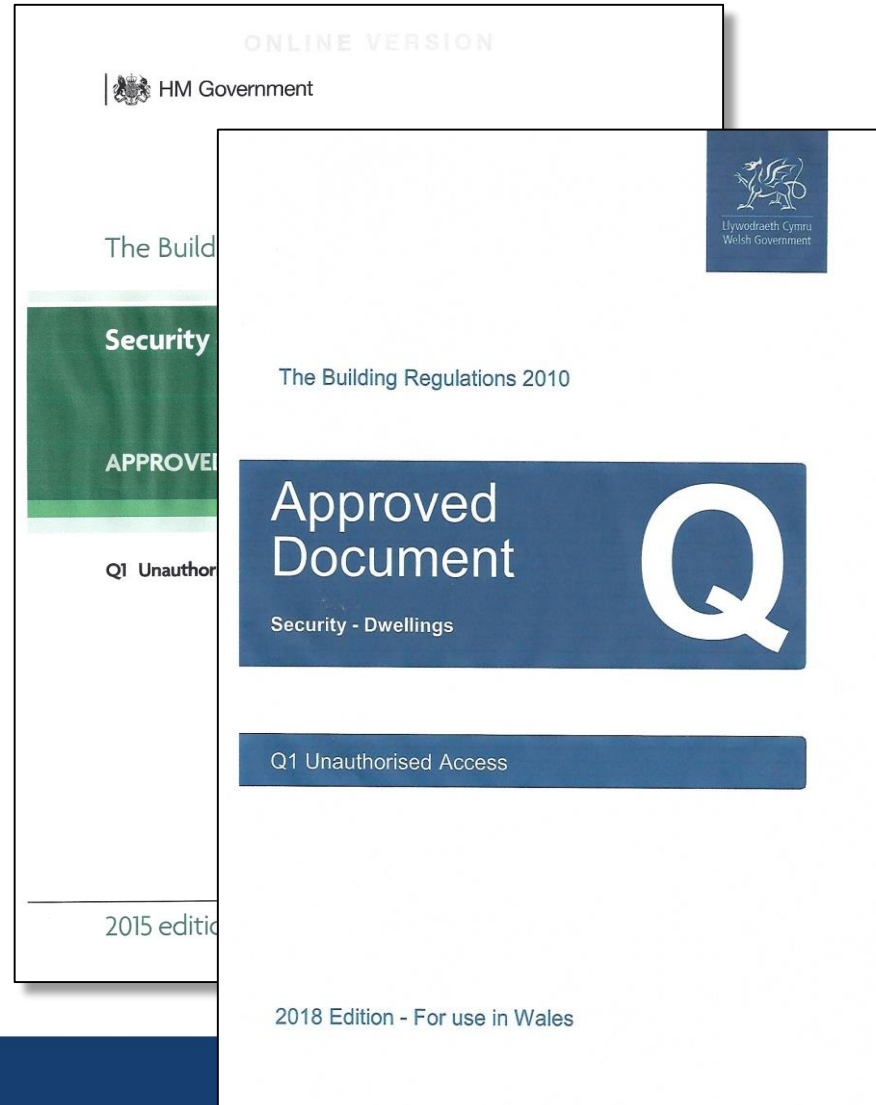 ONLINE VERSION
HM Government
The Build
Security
APPROVED
Q1 Unauthor
2015 editio
Llywodraeth Cymru
Welsh Government
The Building Regulations 2010
Approved
Document
Q
Security - Dwellings
Q1 Unauthorised Access
2018 Edition - For use in Wales